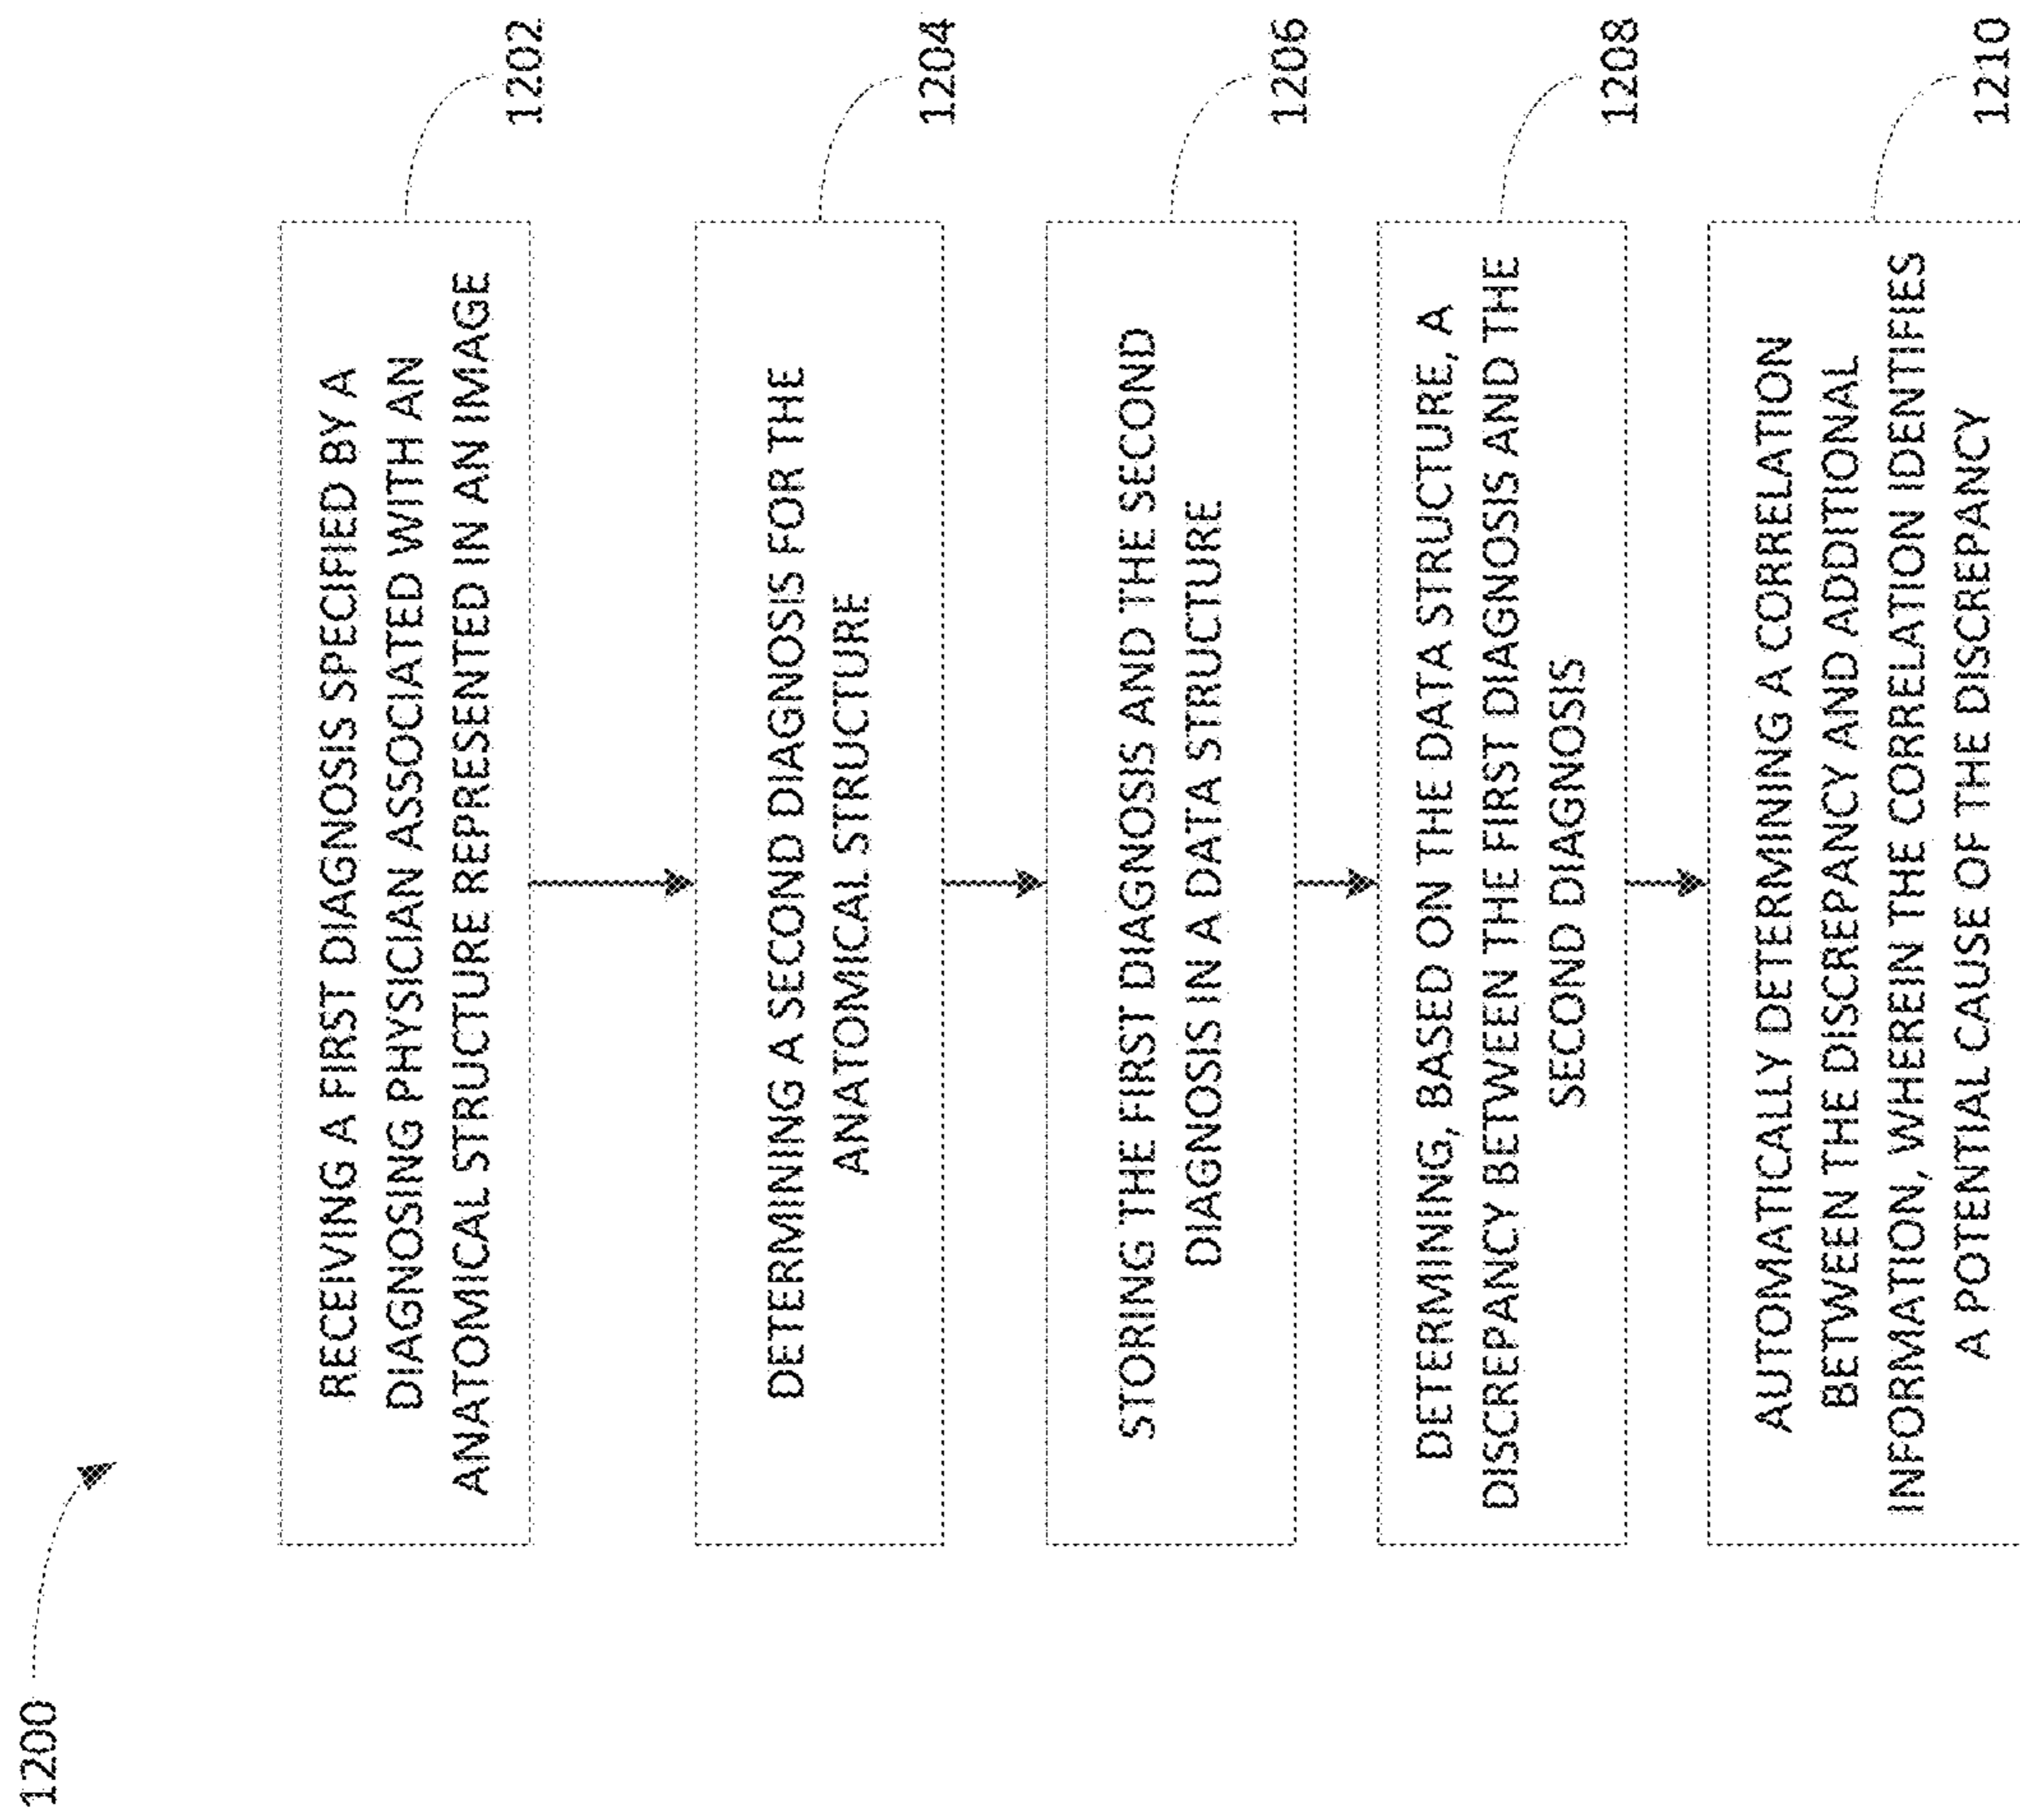 1200
RECEIVING A FIRST DIAGNOSIS SPECIFIED BY A
DIAGNOSING PHYSICIAN ASSOCIATED WITH AN
ANATOMICAL STRUCTURE REPRESENTED IN AN IMAGE
1202
DETERMINING A SECOND DIAGNOSIS FOR THE
ANATOMICAL STRUCTURE
1204
STORING THE FIRST DIAGNOSIS AND THE SECOND
DIAGNOSIS IN A DATA STRUCTURE
1206
DETERMINING, BASED ON THE DATA STRUCTURE, A
DISCREPANCY BETWEEN THE FIRST DIAGNOSIS AND THE
SECOND DIAGNOSIS
1208
AUTOMATICALLY DETERMINING A CORRELATION
BETWEEN THE DISCREPANCY AND ADDITIONAL
INFORMATION, WHEREIN THE CORRELATION IDENTIFIES
A POTENTIAL CAUSE OF THE DISCREPANCY
1210